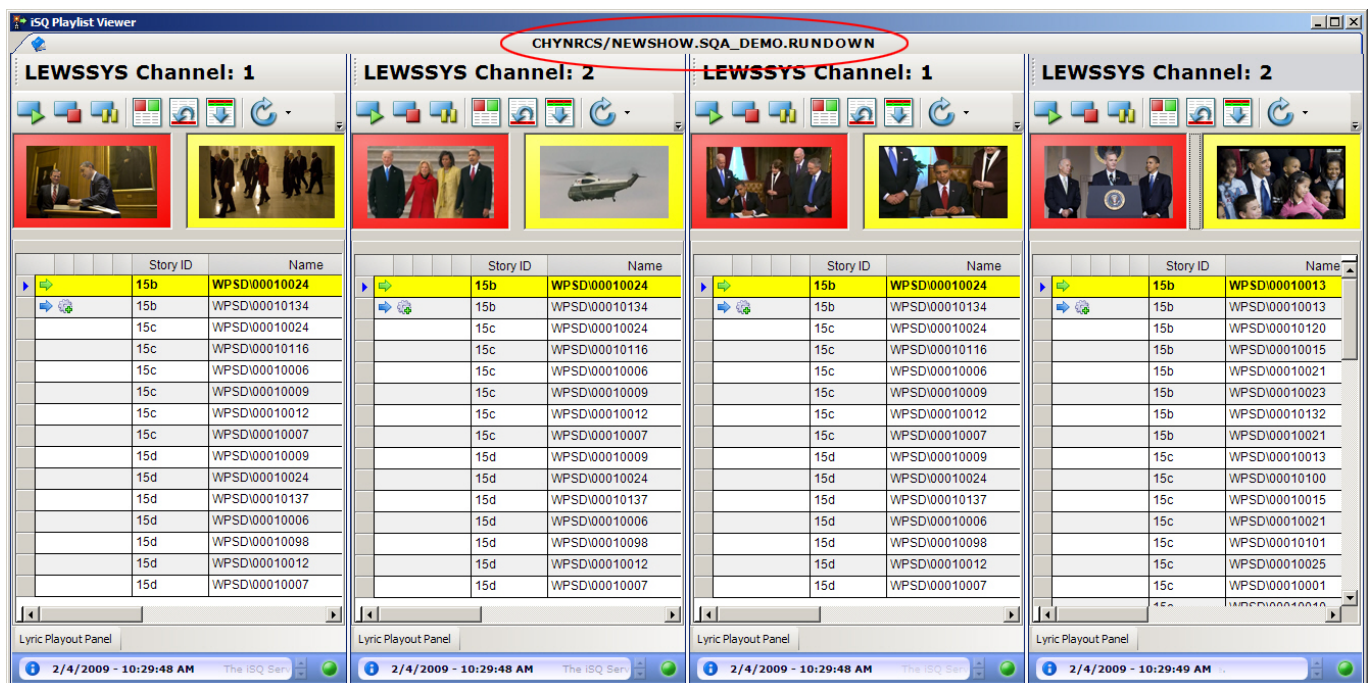 iSQ Playlist Viewer
CHYNRCS/NEWSHOW.SQA_DEMO.RUNDOWN
LEWSSYS Channel: 1
Story ID Name
15b WPSD\00010024
15b WPSD\00010134
15c WPSD\00010024
15c WPSD\00010116
15c WPSD\00010006
15c WPSD\00010009
15c WPSD\00010012
15c WPSD\00010007
15d WPSD\00010009
15d WPSD\00010024
15d WPSD\00010137
15d WPSD\00010006
15d WPSD\00010098
15d WPSD\00010012
15d WPSD\00010007
Lyric Playout Panel
2/4/2009 - 10:29:48 AM The iSQ Serv
LEWSSYS Channel: 2
Story ID Name
15b WPSD\00010024
15b WPSD\00010134
15c WPSD\00010024
15c WPSD\00010116
15c WPSD\00010006
15c WPSD\00010009
15c WPSD\00010012
15c WPSD\00010007
15d WPSD\00010009
15d WPSD\00010024
15d WPSD\00010137
15d WPSD\00010006
15d WPSD\00010098
15d WPSD\00010012
15d WPSD\00010007
Lyric Playout Panel
2/4/2009 - 10:29:48 AM The iSQ Serv
LEWSSYS Channel: 1
Story ID Name
15b WPSD\00010024
15b WPSD\00010134
15c WPSD\00010024
15c WPSD\00010116
15c WPSD\00010006
15c WPSD\00010009
15c WPSD\00010012
15c WPSD\00010007
15d WPSD\00010009
15d WPSD\00010024
15d WPSD\00010137
15d WPSD\00010006
15d WPSD\00010098
15d WPSD\00010012
15d WPSD\00010007
Lyric Playout Panel
2/4/2009 - 10:29:48 AM The iSQ Serv
LEWSSYS Channel: 2
Story ID Name
15b WPSD\00010013
15b WPSD\00010013
15b WPSD\00010120
15b WPSD\00010015
15b WPSD\00010021
15b WPSD\00010023
15b WPSD\00010132
15b WPSD\00010021
15c WPSD\00010013
15c WPSD\00010100
15c WPSD\00010015
15c WPSD\00010021
15c WPSD\00010101
15c WPSD\00010025
15c WPSD\00010001
Lyric Playout Panel
2/4/2009 - 10:29:49 AM